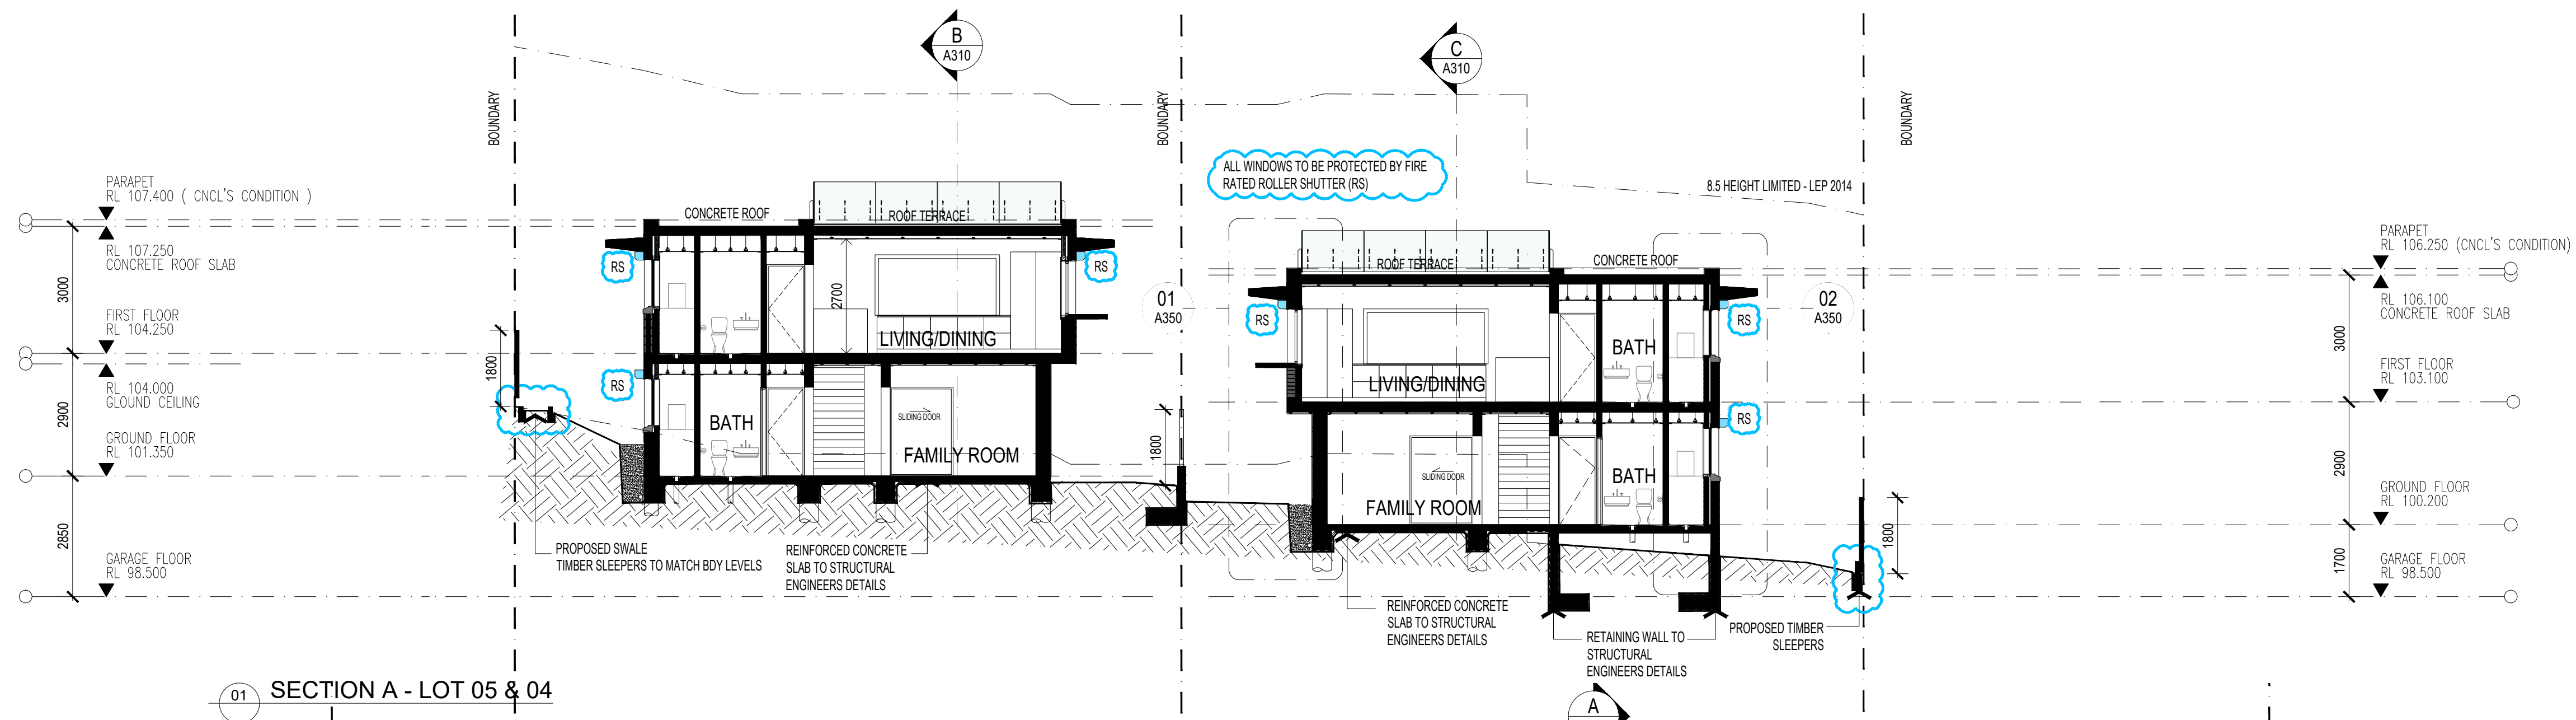 B
A310
C
A310
BOUNDARY
BOUNDARY
BOUNDARY
ALL WINDOWS TO BE PROTECTED BY FIRE
RATED ROLLER SHUTTER (RS)
8.5 HEIGHT LIMITED - LEP 2014
PARAPET
RL 107.400 ( CNCL'S CONDITION )
RL 107.250
CONCRETE ROOF SLAB
FIRST FLOOR
RL 104.250
RL 104.000
GLOUND CEILING
GROUND FLOOR
RL 101.350
GARAGE FLOOR
RL 98.500
3000
2900
2850
CONCRETE ROOF
ROOF TERRACE
RS
RS
2700
LIVING/DINING
1800
RS
BATH
SLIDING DOOR
FAMILY ROOM
1800
PROPOSED SWALE
TIMBER SLEEPERS TO MATCH BDY LEVELS
REINFORCED CONCRETE
SLAB TO STRUCTURAL
ENGINEERS DETAILS
01
A350
ROOF TERRACE
CONCRETE ROOF
02
A350
RS
RS
BATH
LIVING/DINING
RS
SLIDING DOOR
BATH
FAMILY ROOM
1800
REINFORCED CONCRETE
SLAB TO STRUCTURAL
ENGINEERS DETAILS
RETAINING WALL TO
STRUCTURAL
ENGINEERS DETAILS
PROPOSED TIMBER
SLEEPERS
PARAPET
RL 106.250 (CNCL'S CONDITION)
RL 106.100
CONCRETE ROOF SLAB
FIRST FLOOR
RL 103.100
GROUND FLOOR
RL 100.200
GARAGE FLOOR
RL 98.500
3000
2900
1700
01
SECTION A - LOT 05 & 04
A